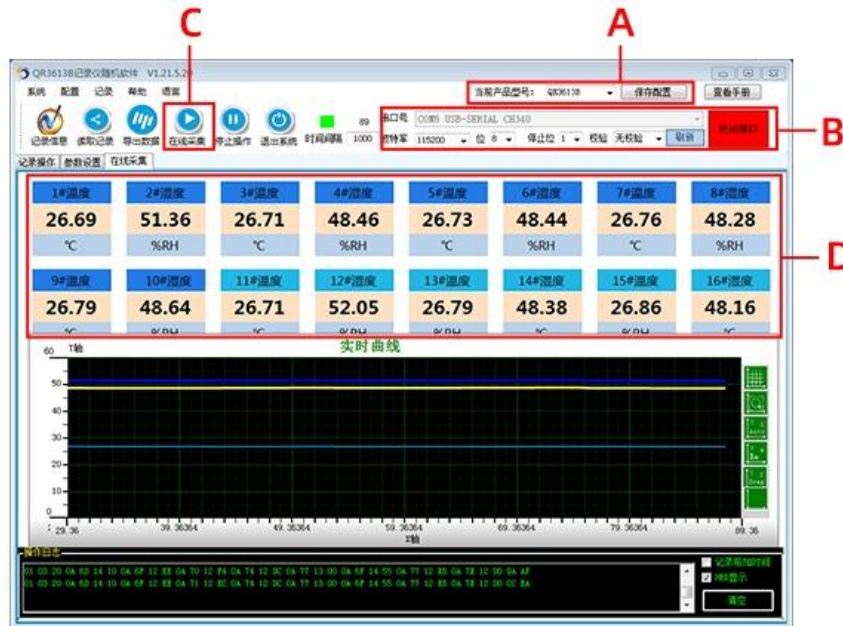 C
A
QR3613B记录仪随机软件 V1.21.5.20
系统 配置 记录 帮助 语言
当前产品型号: QR3613B 保存配置 查看手册
记录信息 读取记录 导出数据 在线采集 停止操作 退出系统
时间间隔 89 1000
串口号 COM5 USB-SERIAL CH340
波特率 115200 位 8 停止位 1 校验 无校验 刷新
关闭串口
B
记录操作 参数设置 在线采集
1#温度 2#湿度 3#温度 4#湿度 5#温度 6#湿度 7#温度 8#湿度
26.69 51.36 26.71 48.46 26.73 48.44 26.76 48.28
℃ %RH ℃ %RH ℃ %RH ℃ %RH
D
9#温度 10#湿度 11#温度 12#湿度 13#温度 14#湿度 15#温度 16#湿度
26.79 48.64 26.71 52.05 26.79 48.38 26.86 48.16
℃ %RH ℃ %RH %RH ℃ %RH ℃
Y轴 实时曲线
60
50
40
30
20
10
0
29.36 39.36364 49.36364 59.36364 69.36364 79.36364 89.36
X轴
操作日志
记录附加时间
HEX显示
清空